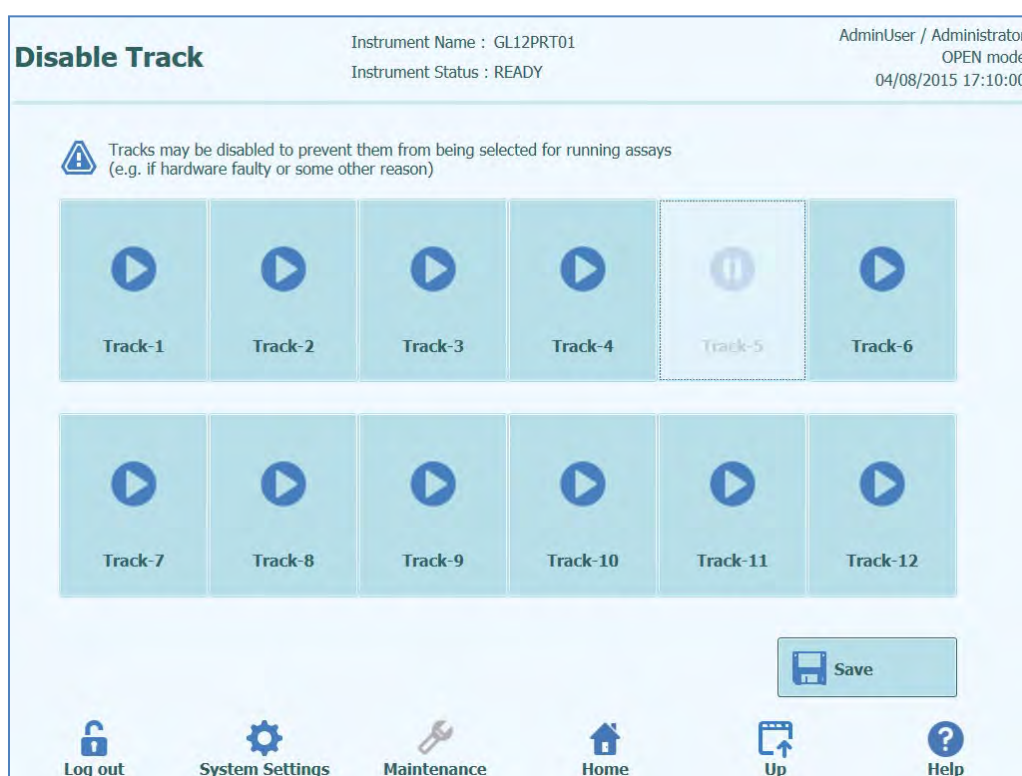 Disable Track
Instrument Name : GL12PRT01
Instrument Status : READY
AdminUser / Administrator
OPEN mode
04/08/2015 17:10:00
Tracks may be disabled to prevent them from being selected for running assays
(e.g. if hardware faulty or some other reason)
Track-1 Track-2 Track-3 Track-4 Track-5 Track-6
Track-7 Track-8 Track-9 Track-10 Track-11 Track-12
Save
Log out System Settings Maintenance Home Up Help